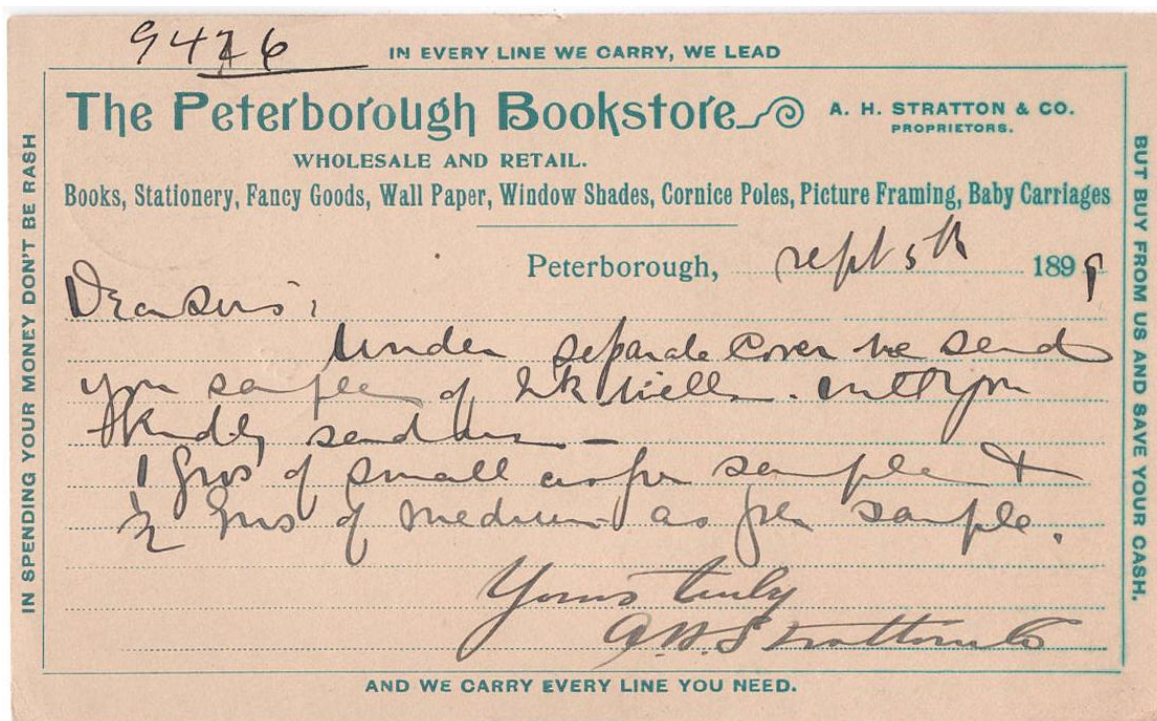 9476
IN EVERY LINE WE CARRY, WE LEAD
The Peterborough Bookstore
A. H. STRATTON & CO.
PROPRIETORS.
WHOLESALE AND RETAIL.
Books, Stationery, Fancy Goods, Wall Paper, Window Shades, Cornice Poles, Picture Framing, Baby Carriages
Peterborough, Sept 5th 1899
Dear Sirs,
Under separate cover we send
you sample of Ink Wells. will you
Kindly send us —
1 gros of small as per sample &
1/2 gros of medium as per sample.
Yours truly
A.H. Stratton & Co
AND WE CARRY EVERY LINE YOU NEED.
IN SPENDING YOUR MONEY DON'T BE RASH
BUT BUY FROM US AND SAVE YOUR CASH.